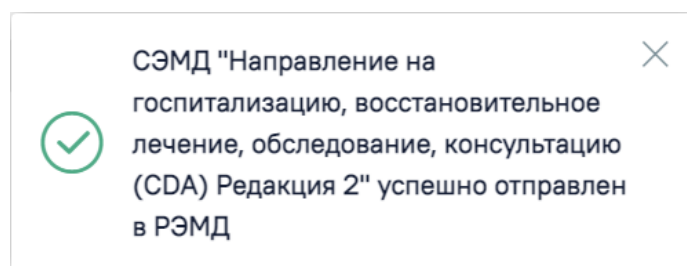 СЭМД "Направление на
госпитализацию, восстановительное
лечение, обследование, консультацию
(CDA) Редакция 2" успешно отправлен
в РЭМД